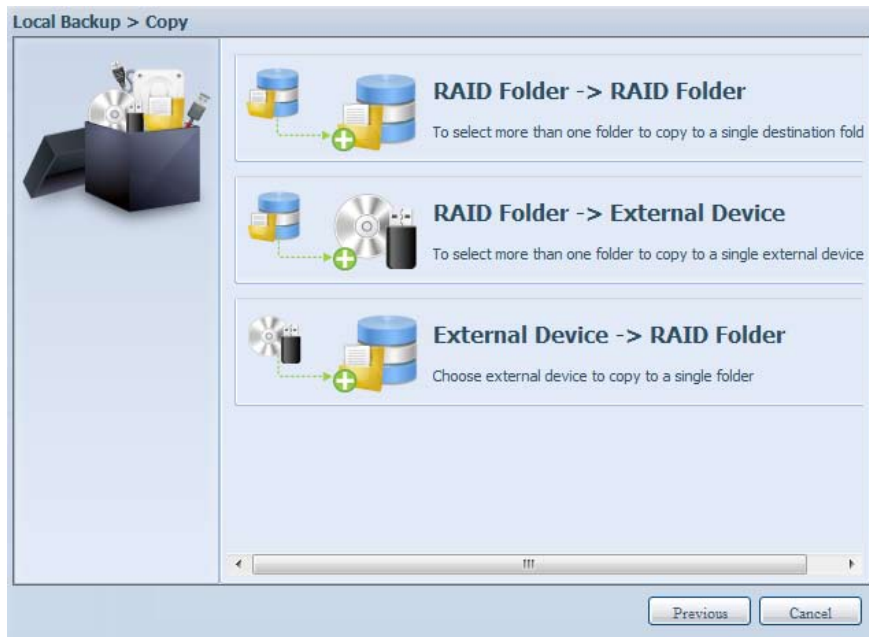 Local Backup > Copy
RAID Folder -> RAID Folder
To select more than one folder to copy to a single destination fold
RAID Folder -> External Device
To select more than one folder to copy to a single external device
External Device -> RAID Folder
Choose external device to copy to a single folder
Previous
Cancel